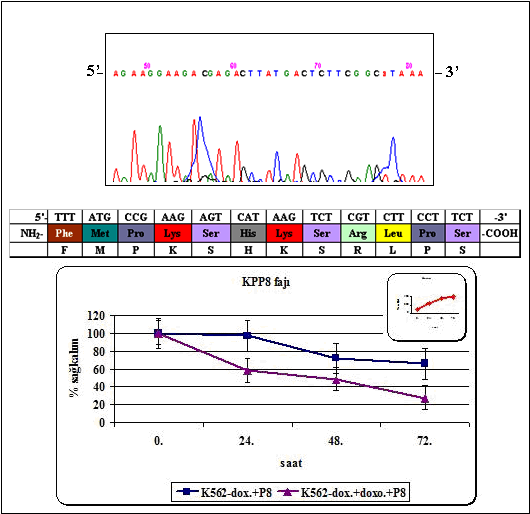 50 60 70 80
5’- AGAAGGAAGACGAGACTTATGACTCTTCGGCaTAAA – 3’
5'- TTT ATG CCG AAG AGT CAT AAG TCT CGT CTT CCT TCT -3'
NH2- Phe Met Pro Lys Ser His Lys Ser Arg Leu Pro Ser -COOH
F M P K S H K S R L P S
KPP8 fajı
% sağkalım
120
100
80
60
40
20
0
0. 24. 48. 72.
saat
K562-dox.+P8 K562-dox.+doxo.+P8